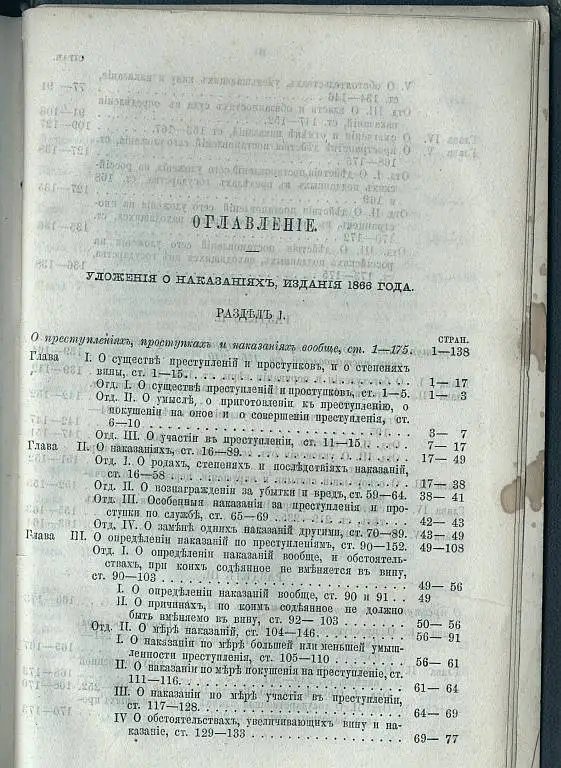 ОГЛАВЛЕНІЕ.
УЛОЖЕНІЯ О НАКАЗАНІЯХЪ, ИЗДАНІЯ 1866 ГОДА.
РАЗДѢЛЪ I.
СТРАН.
О преступленіяхъ, проступкахъ и наказаніяхъ вообще, ст. 1—175. 1—138
Глава I. О существѣ преступленій и проступковъ, и о степеняхъ
вины, ст. 1—15. 1— 17
Отд. I. О существѣ преступленій и проступковъ, ст. 1—5. 1— 3
Отд. II. О умыслѣ, о приготовленіи къ преступленію, о
покушеніи на оное и о совершеніи преступленія, ст.
6—10 3— 7
Отд. III. О участіи въ преступленіи, ст. 11—15 7— 17
Глава II. О наказаніяхъ, ст. 16—89. 17— 49
Отд. I. О родахъ, степеняхъ и послѣдствіяхъ наказаній,
ст. 16—58 17— 38
Отд. II. О вознагражденіи за убытки и вредъ, ст. 59—64. 38— 41
Отд. III. Особенныя наказанія за преступленія и про-
ступки по службѣ, ст. 65—69 42— 43
Отд. IV. О замѣнѣ однихъ наказаній другими, ст. 70—89. 43— 49
Глава III. О опредѣленіи наказаній по преступленіямъ, ст. 90—152. 49—108
Отд. I. О опредѣленіи наказаній вообще, и обстоятель-
ствахъ, при коихъ содѣянное не вмѣняется въ вину,
ст. 90—103 49— 56
I. О опредѣленіи наказаній вообще, ст. 90 и 91 49
II. О причинахъ, по коимъ содѣянное не должно
быть вмѣняемо въ вину, ст. 92— 103 50— 56
Отд. II. О мѣрѣ наказаній, ст. 104—146. 56— 91
I. О наказаніи по мѣрѣ большей или меньшей умыш-
ленности преступленія, ст. 105—110 56— 61
II. О наказаніи по мѣрѣ покушенія на преступленіе, ст.
111—116. 61— 64
III. О наказаніи по мѣрѣ участія въ преступленіи,
ст. 117—128. 64— 69
IV О обстоятельствахъ, увеличивающихъ вину и на-
казаніе, ст. 129—133 69— 77